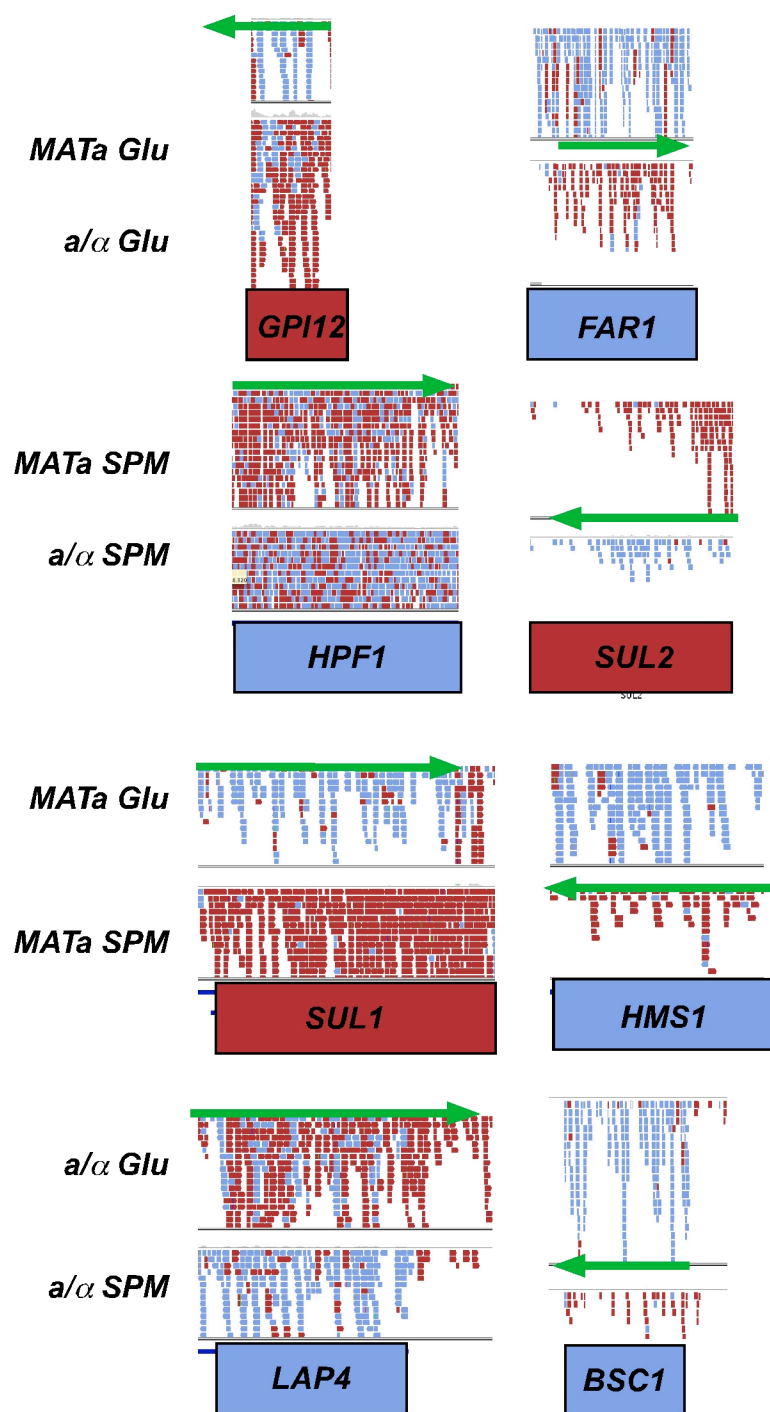 MATa Glu
a/α Glu
GPI12
FAR1
MATa SPM
a/α SPM
HPF1
SUL2
SUL2
MATa Glu
MATa SPM
SUL1
HMS1
a/α Glu
a/α SPM
LAP4
BSC1